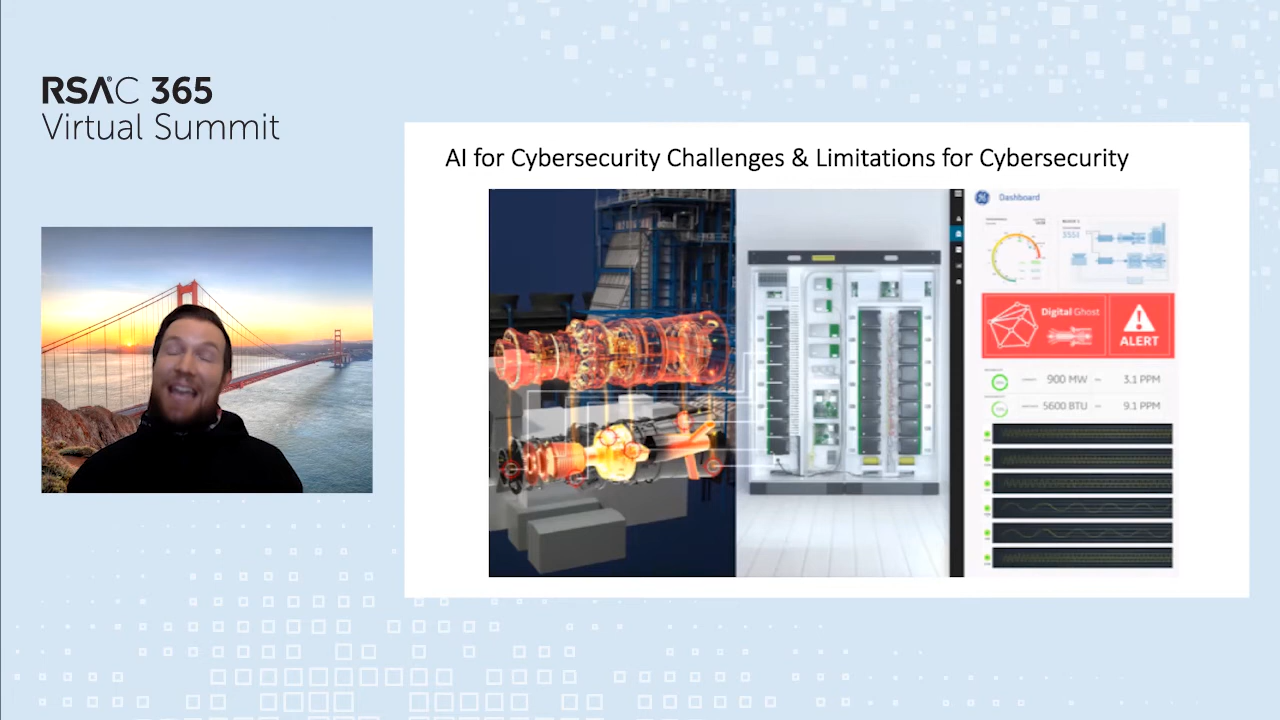 RSAC 365
Virtual Summit
AI for Cybersecurity Challenges & Limitations for Cybersecurity
Dashboard
Digital Ghost
ALERT
900 MW
3.1 PPM
5600 BTU
9.1 PPM